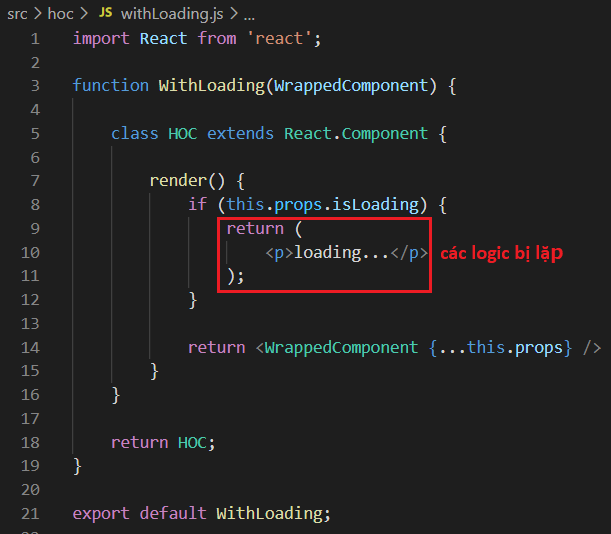 src > hoc > JS withLoading.js > ...
1 import React from 'react';
2
3 function WithLoading(WrappedComponent) {
4
5 class HOC extends React.Component {
6
7 render() {
8 if (this.props.isLoading) {
9 return (
10 <p>loading...</p> các logic bị lặp
11 );
12 }
13
14 return <WrappedComponent {...this.props} />
15 }
16 }
17
18 return HOC;
19 }
20
21 export default WithLoading;